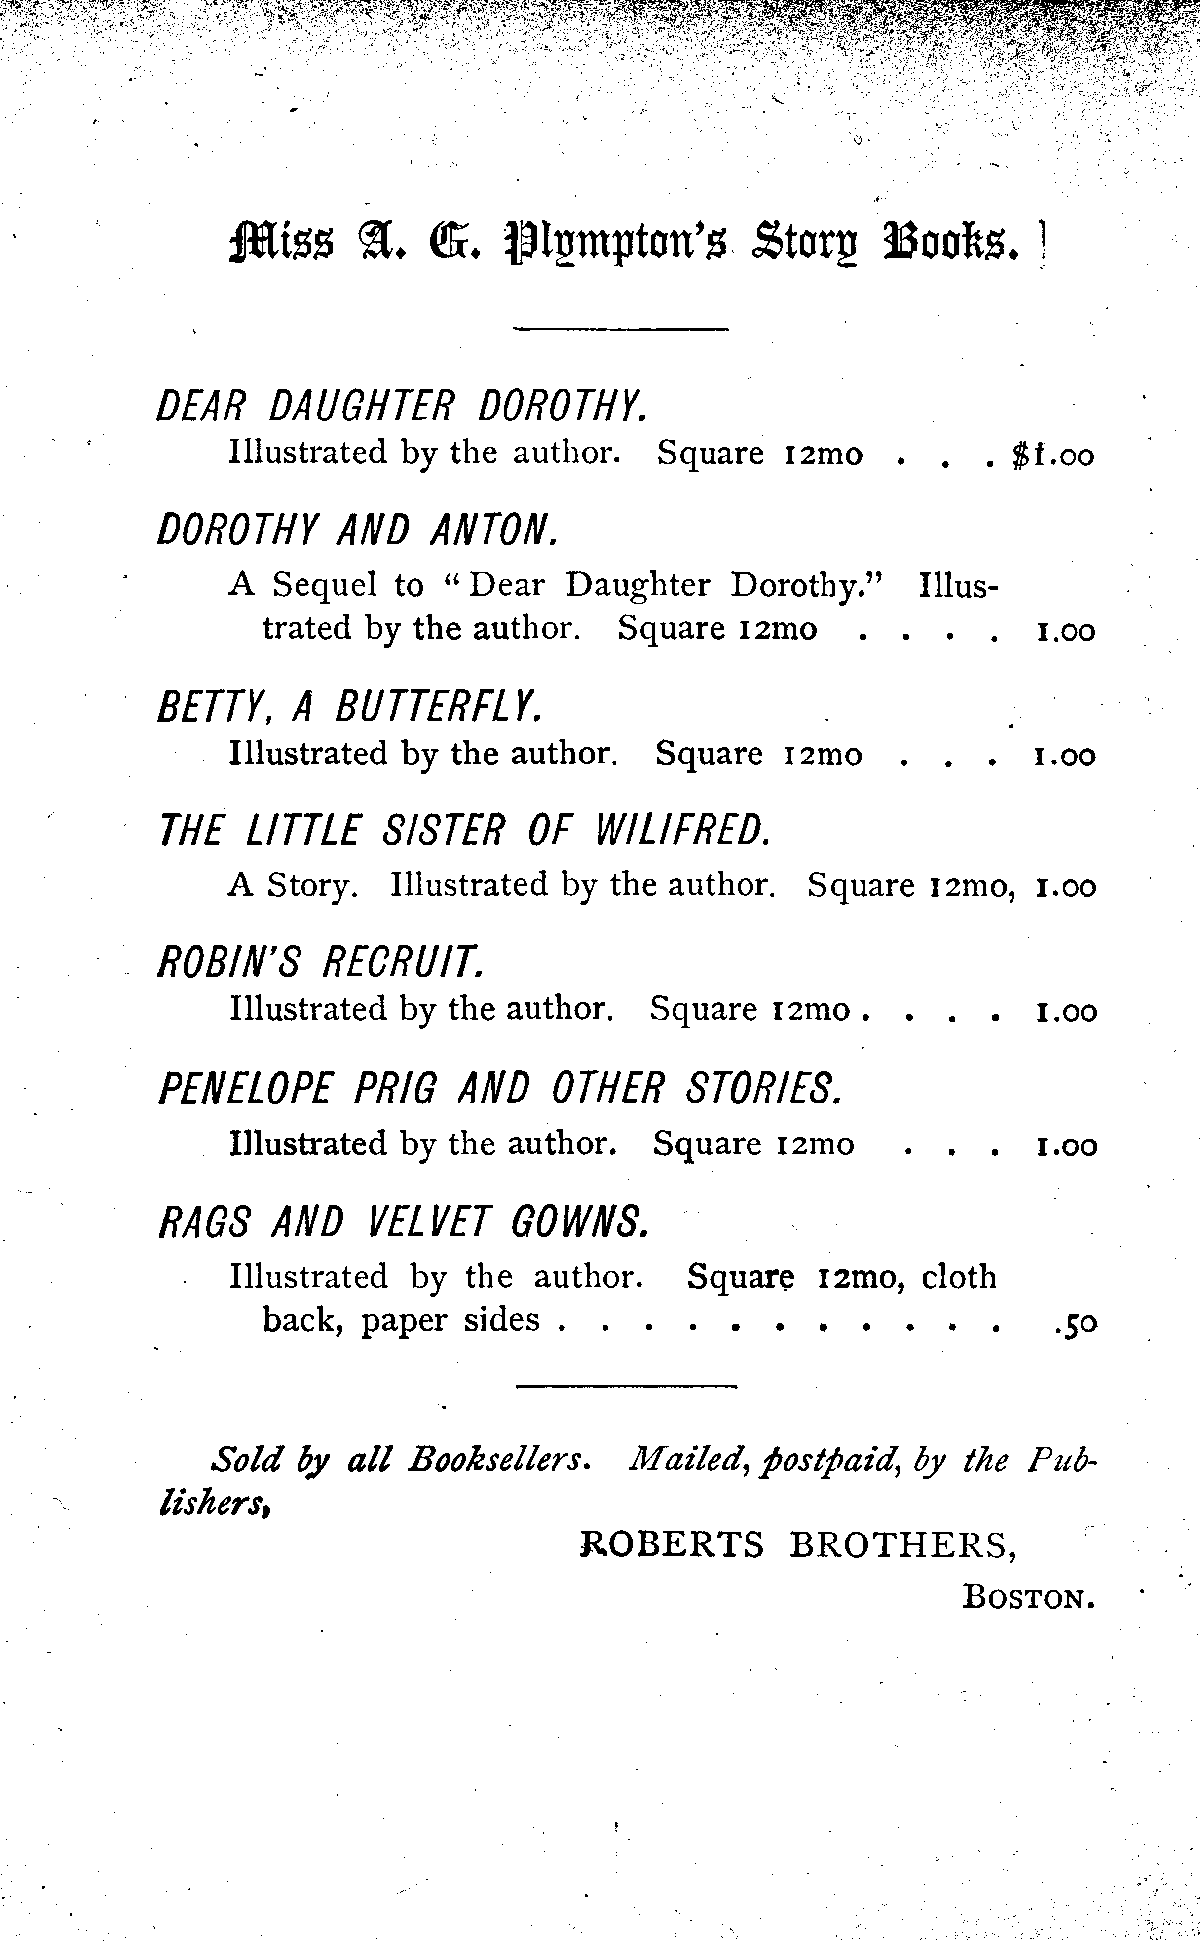 Miss A. G. Plympton's Story Books.
DEAR DAUGHTER DOROTHY.
Illustrated by the author. Square 12mo . . . $1.00
DOROTHY AND ANTON.
A Sequel to "Dear Daughter Dorothy." Illus-
trated by the author. Square 12mo . . . . 1.00
BETTY, A BUTTERFLY.
Illustrated by the author. Square 12mo . . . 1.00
THE LITTLE SISTER OF WILIFRED.
A Story. Illustrated by the author. Square 12mo, 1.00
ROBIN'S RECRUIT.
Illustrated by the author. Square 12mo . . . . 1.00
PENELOPE PRIG AND OTHER STORIES.
Illustrated by the author. Square 12mo . . . 1.00
RAGS AND VELVET GOWNS.
Illustrated by the author. Square 12mo, cloth
back, paper sides . . . . . . . . . . . .50
Sold by all Booksellers. Mailed, postpaid, by the Pub-
lishers,
ROBERTS BROTHERS,
BOSTON.